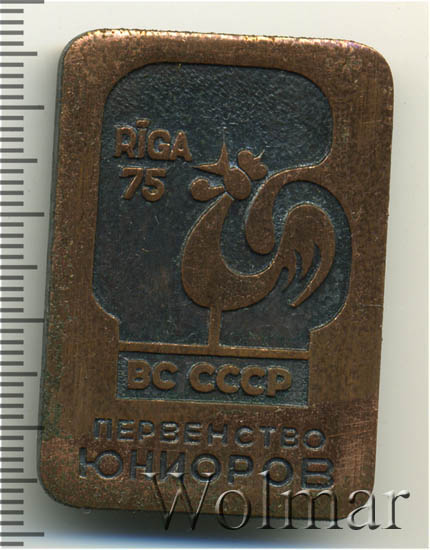 RĪGA
75
ВС СССР
ПЕРВЕНСТВО
ЮНИОРОВ
Wolmar